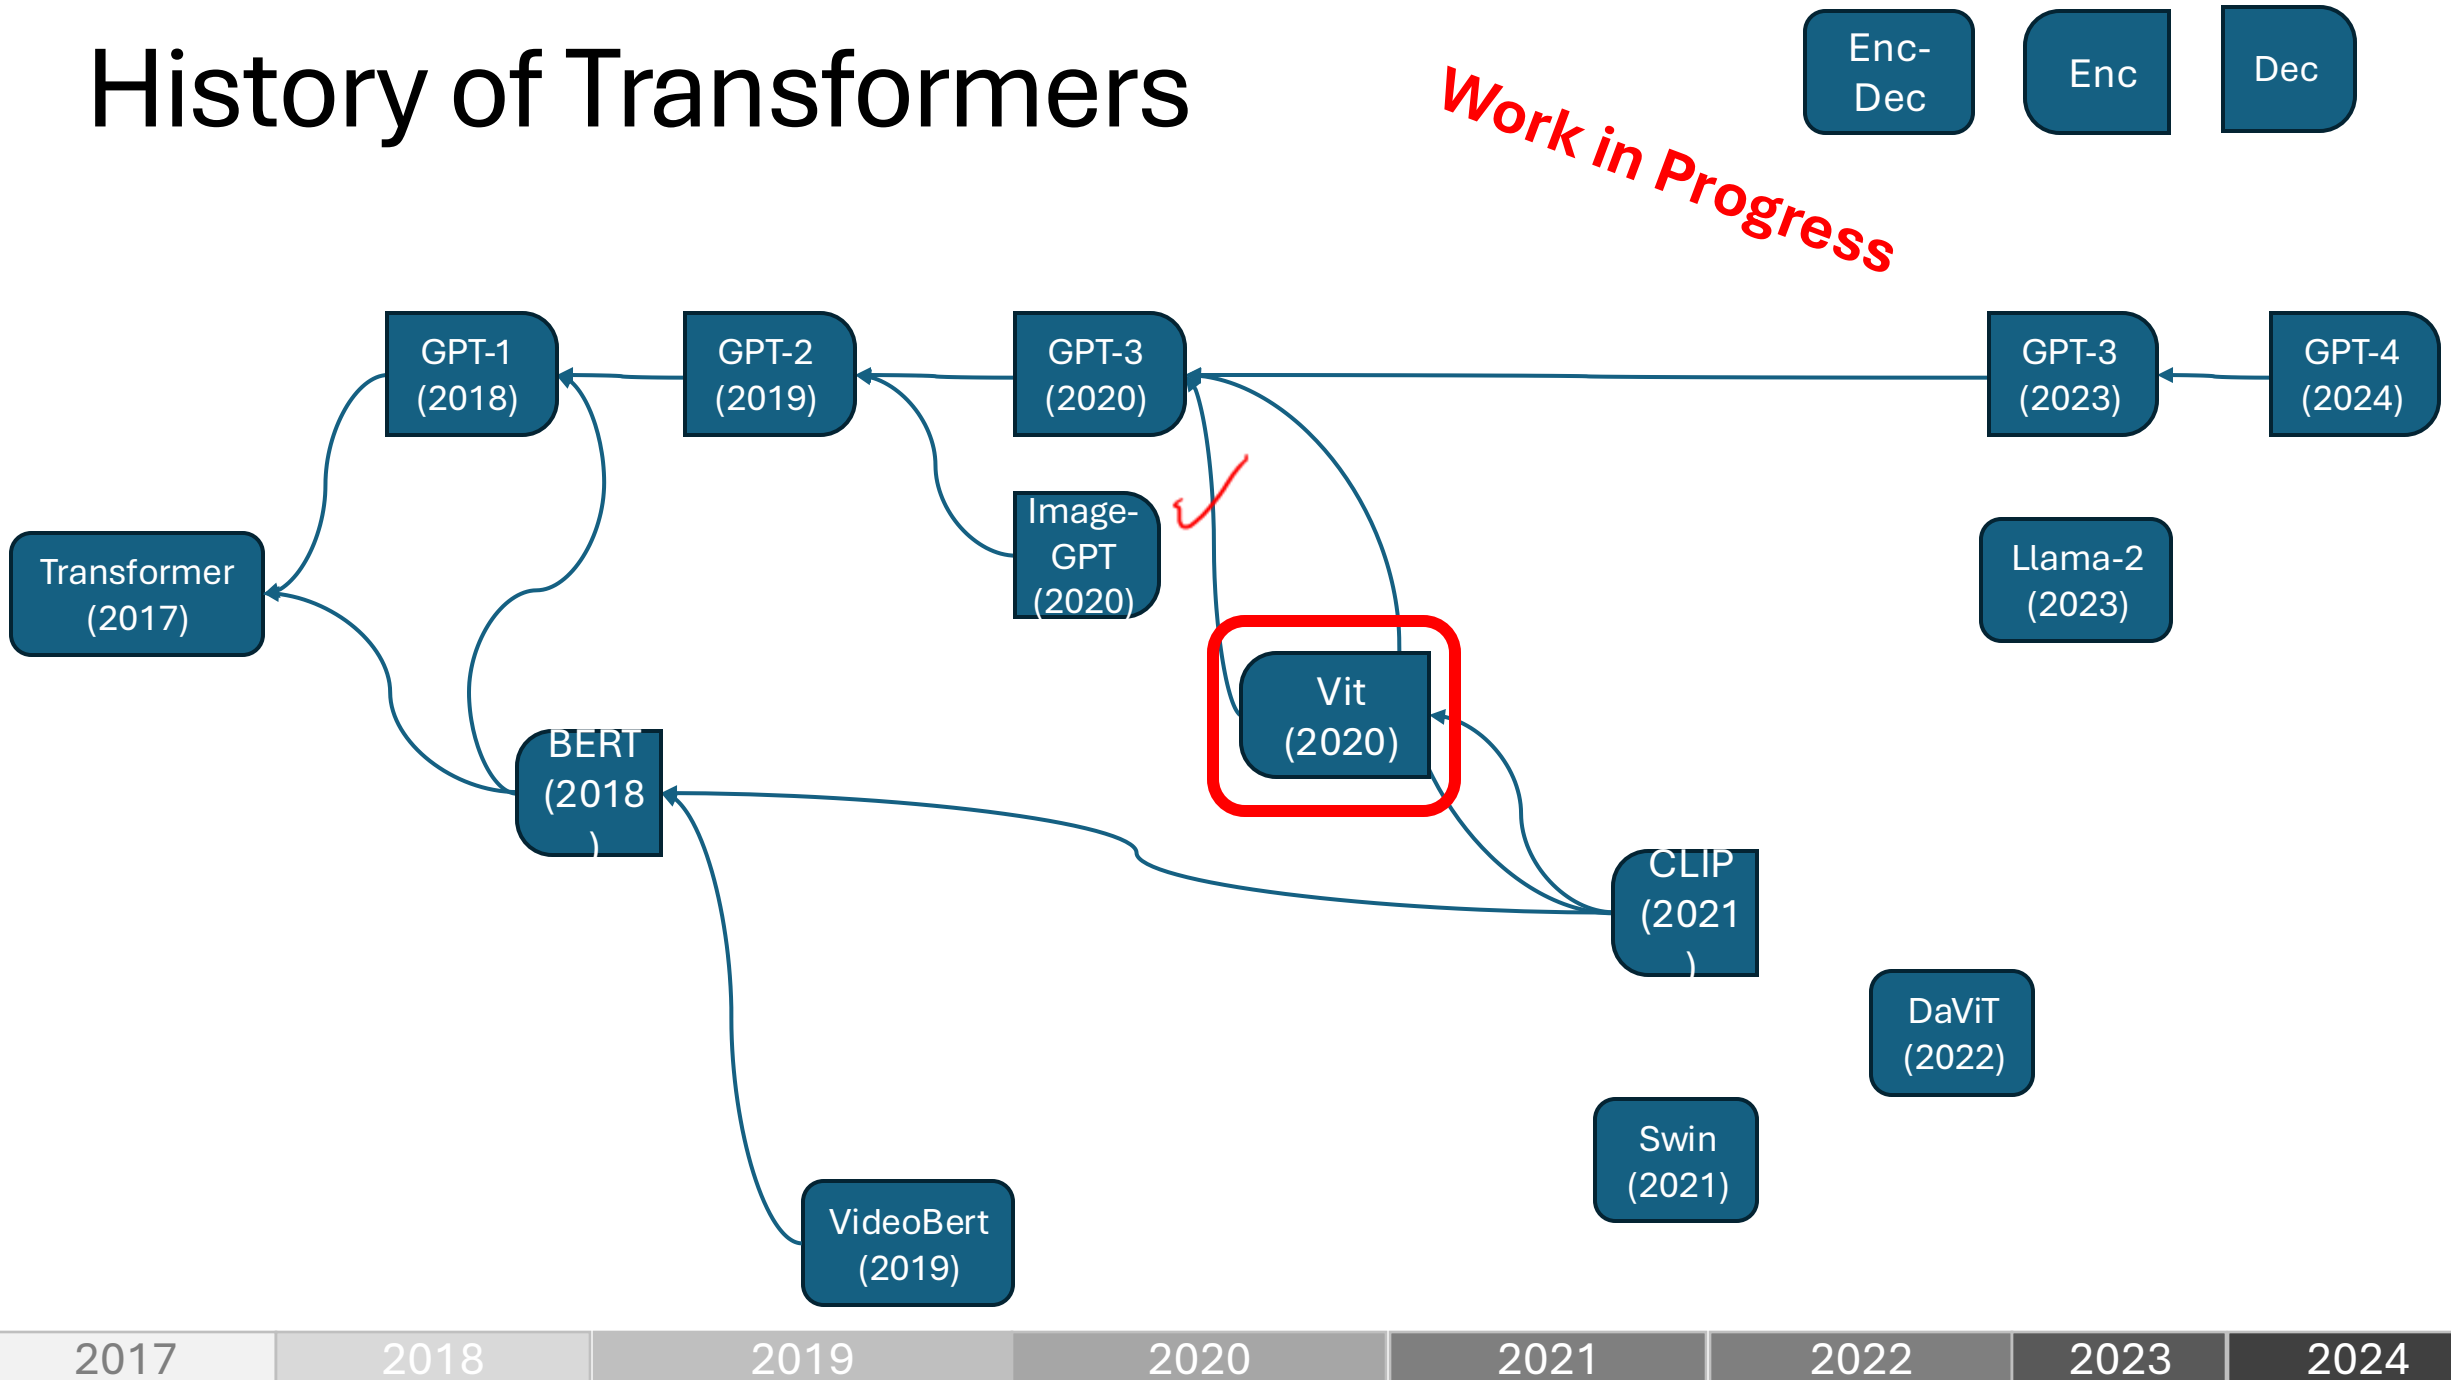 History of Transformers
Work in Progress
Enc-
Dec
Enc
Dec
GPT-1
(2018)
GPT-2
(2019)
GPT-3
(2020)
GPT-3
(2023)
GPT-4
(2024)
Image-
GPT
(2020)
Transformer
(2017)
Llama-2
(2023)
Vit
(2020)
BERT
(2018
)
CLIP
(2021
)
DaViT
(2022)
Swin
(2021)
VideoBert
(2019)
2017
2018
2019
2020
2021
2022
2023
2024